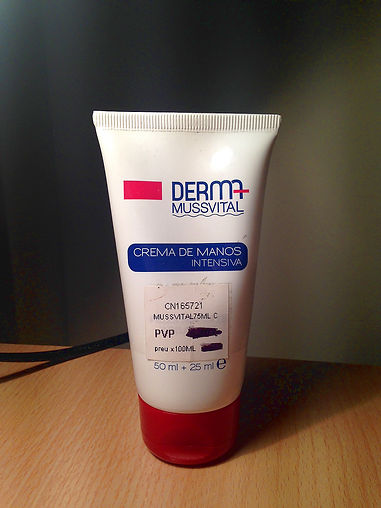 DERM+
MUSSVITAL
CREMA DE MANOS
INTENSIVA
CN165721
MUSSVITAL75ML C
PVP
preu x100ML
50 ml + 25 ml e